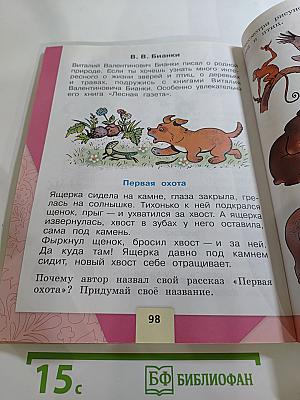 В. В. Бианки
Виталий Валентинович Бианки писал о родной
природе. Если ты хочешь узнать много инте-
ресного о жизни зверей и птиц, о деревьях
и травах, подружись с книгами Виталия
Валентиновича Бианки. Особенно увлекательна
его книга «Лесная газета».
Первая охота
Ящерка сидела на камне, глаза закрыла, гре-
лась на солнышке. Тихонько к ней подкрался
щенок, прыг — и ухватился за хвост. А ящерка
извернулась, хвост в зубах у него оставила,
сама под камень.
Фыркнул щенок, бросил хвост — и за ней.
Да куда там! Ящерка давно под камнем
сидит, новый хвост себе отращивает.
Почему автор назвал свой рассказ «Первая
охота»? Придумай своё название.
98
15с
БФ БИБЛИОФАН